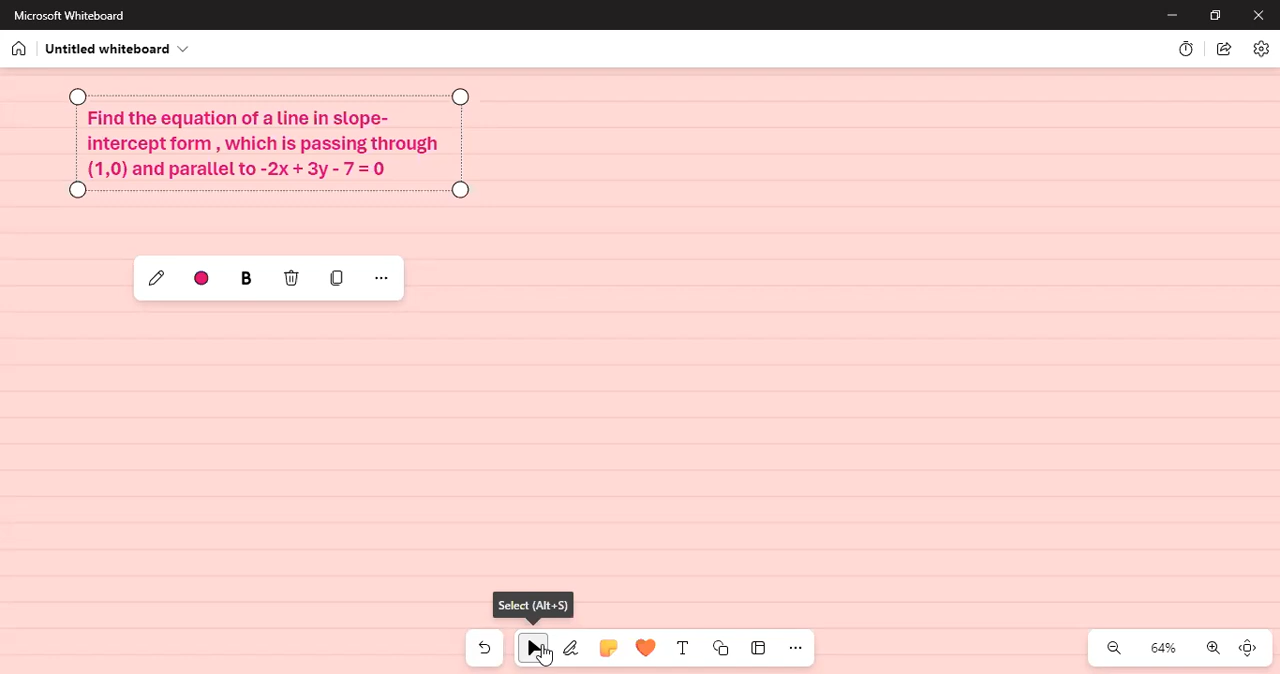 Microsoft Whiteboard
Untitled whiteboard
Find the equation of a line in slope-
intercept form , which is passing through
(1,0) and parallel to -2x + 3y - 7 = 0
B
Select (Alt+S)
T
64%